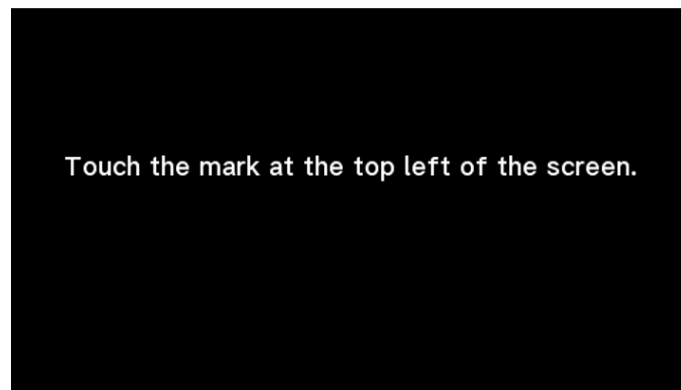 Touch the mark at the top left of the screen.